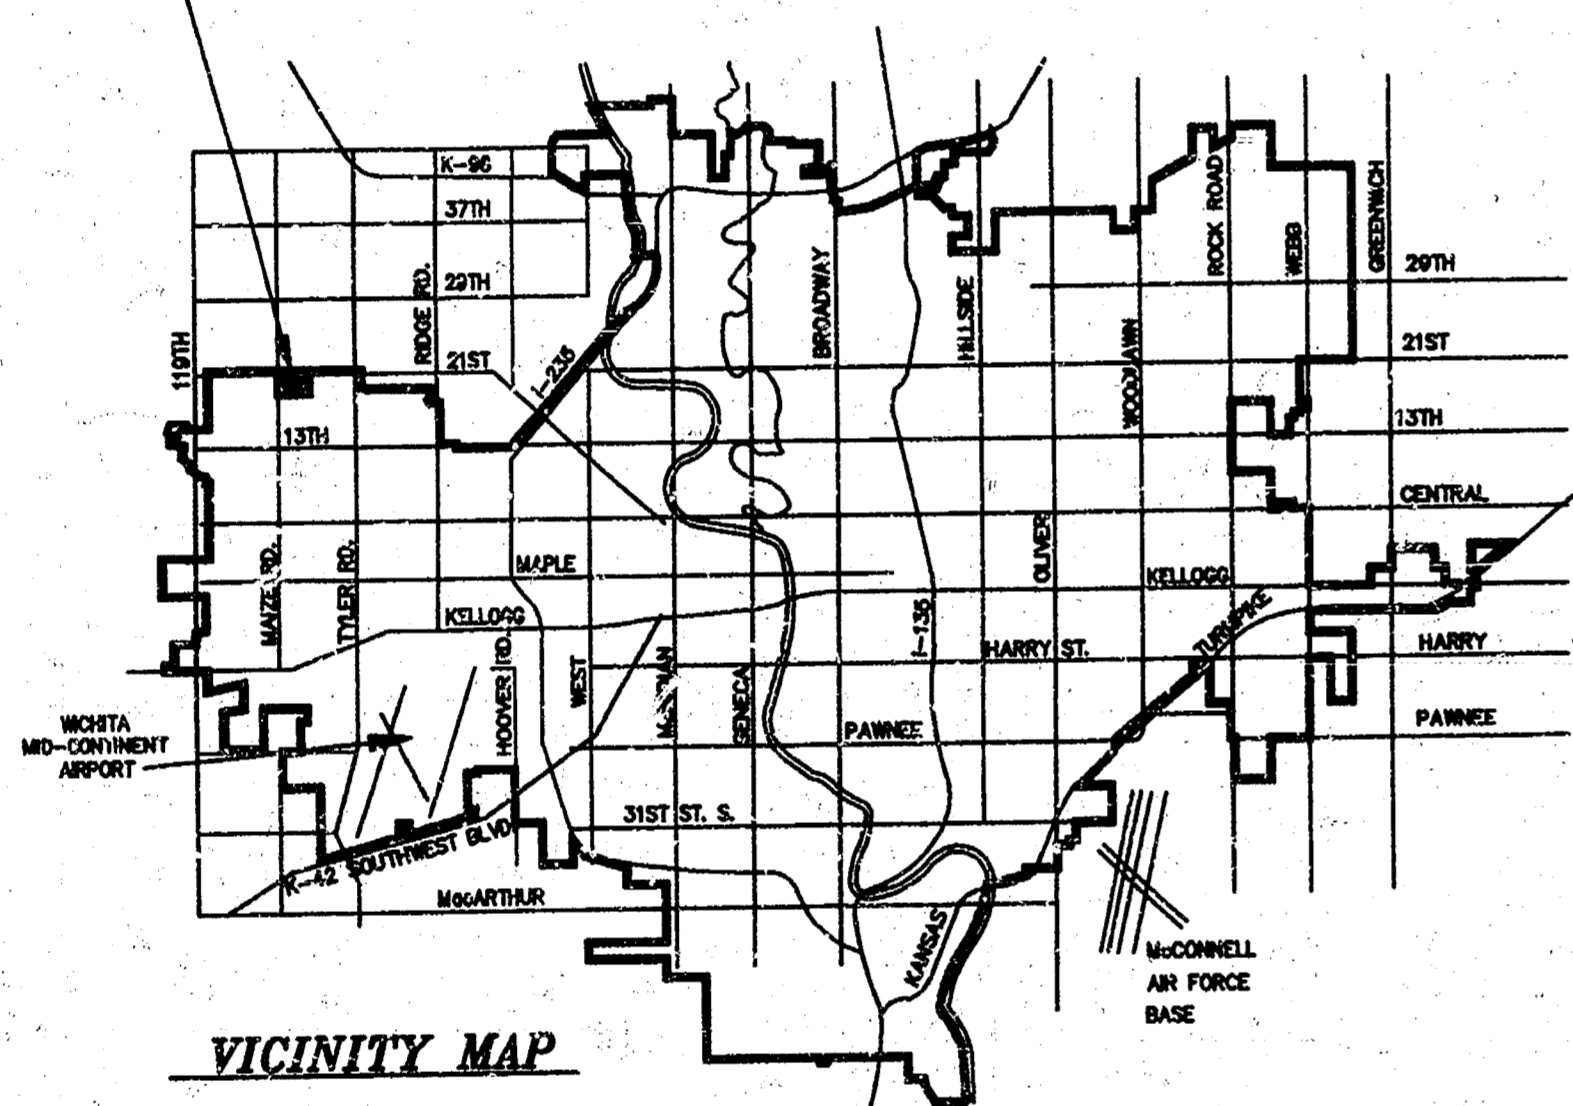 K-96
37TH
29TH
RIDGE RD.
21ST
119TH
I-235
13TH
BROADWAY
HILLSIDE
WOODLAWN
ROCK ROAD
WEBB
GREENWICH
29TH
21ST
13TH
CENTRAL
MAIZE RD.
TYLER RD.
MAPLE
KELLOGG
OLIVER
KELLOGG
I-135
HARRY ST.
TURNPIKE
HARRY
HOOVER RD.
WEST
MERIDIAN
SENECA
PAWNEE
PAWNEE
WICHITA
MID-CONTINENT
AIRPORT
31ST ST. S.
K-42 SOUTHWEST BLVD
MacARTHUR
KANSAS
McCONNELL
AIR FORCE
BASE
VICINITY MAP